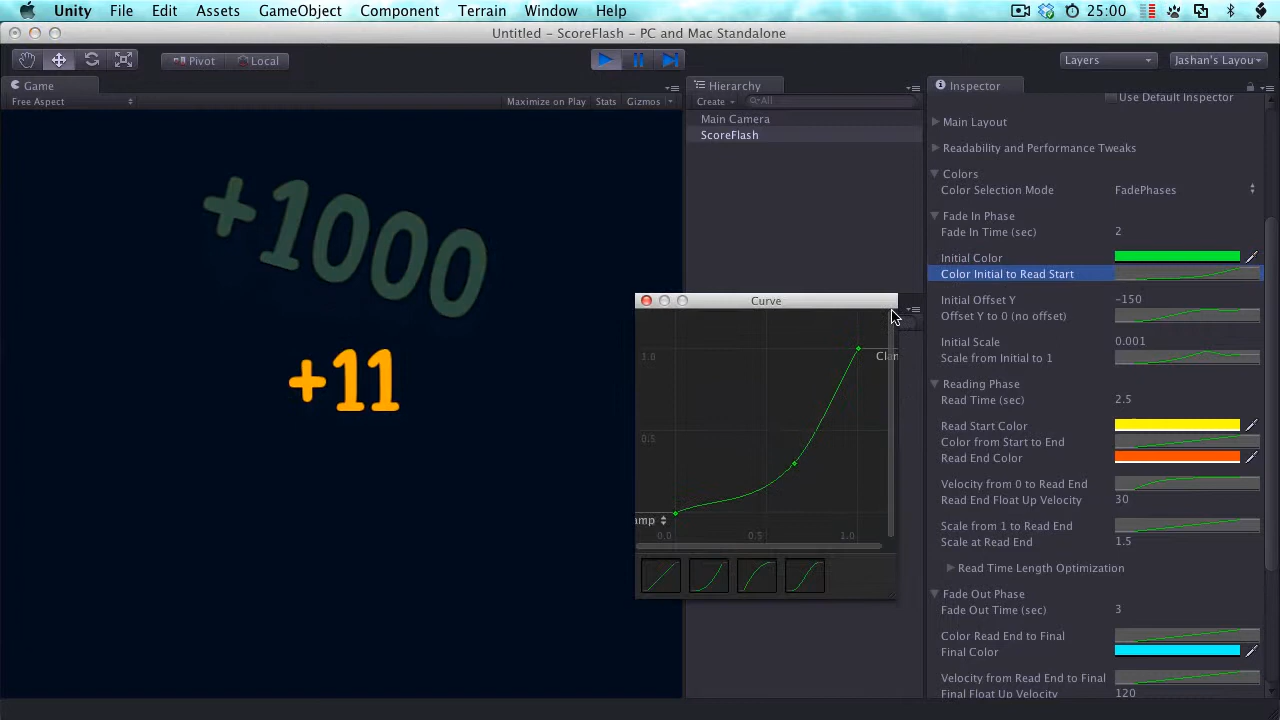 Unity File Edit Assets GameObject Component Terrain Window Help 25:00
Untitled - ScoreFlash - PC and Mac Standalone
Pivot Local Layers Jashan's Layou
Game Hierarchy Inspector
Free Aspect Maximize on Play Stats Gizmos Create All Use Default Inspector
Main Camera
ScoreFlash
Main Layout
Readability and Performance Tweaks
Colors
Color Selection Mode FadePhases
Fade In Phase
Fade In Time (sec) 2
Initial Color
Color Initial to Read Start
Initial Offset Y -150
Offset Y to 0 (no offset)
Initial Scale 0.001
Scale from Initial to 1
Reading Phase
Read Time (sec) 2.5
Read Start Color
Color from Start to End
Read End Color
Velocity from 0 to Read End
Read End Float Up Velocity 30
Scale from 1 to Read End
Scale at Read End 1.5
Read Time Length Optimization
Fade Out Phase
Fade Out Time (sec) 3
Color Read End to Final
Final Color
Velocity from Read End to Final
Final Float Up Velocity 120
+1000
+11
Curve
1.0 Clan
0.5
amp
0.0 0.5 1.0